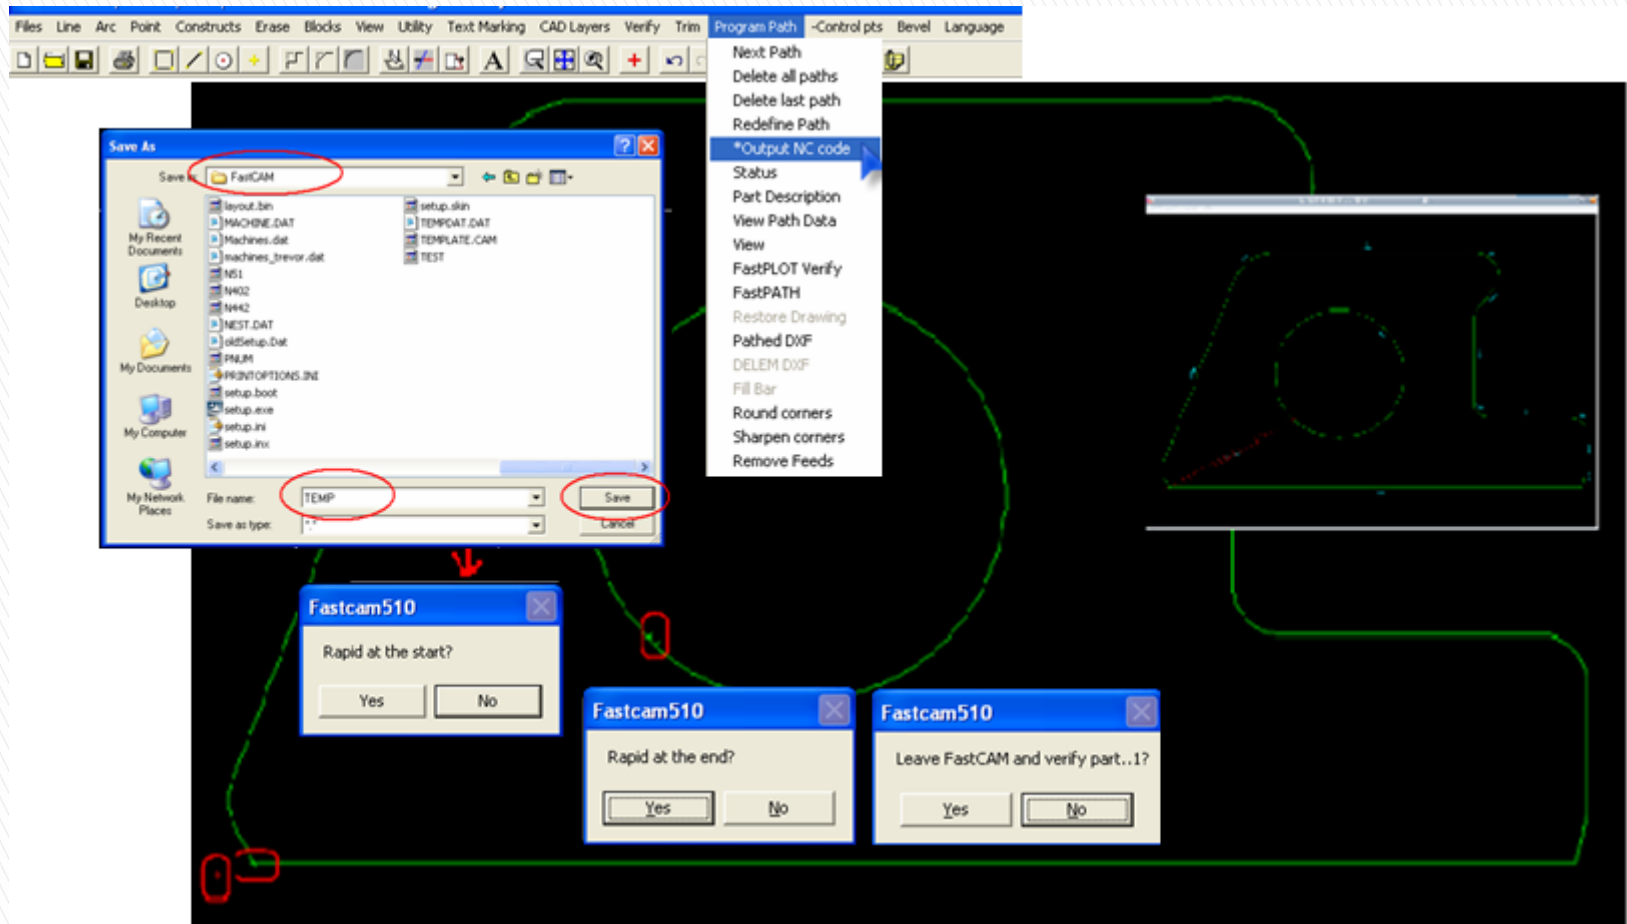 Files Line Arc Point Constructs Erase Blocks View Utility Text Marking CAD Layers Verify Trim Program Path -Control pts Bevel Language
Next Path
Delete all paths
Delete last path
Redefine Path
*Output NC code
Status
Part Description
View Path Data
View
FastPLOT Verify
FastPATH
Restore Drawing
Pathed DXF
DELEM DXF
Fill Bar
Round corners
Sharpen corners
Remove Feeds
Save As
Save in: FastCAM
My Recent Documents
Desktop
My Documents
My Computer
My Network Places
layout.bin
MACHINE.DAT
Machines.dat
machines_trevor.dat
N51
N402
N442
NEST.DAT
oldSetup.Dat
PNUM
PRINTOPTIONS.INI
setup.boot
setup.exe
setup.ini
setup.inx
setup.skin
TEMPDAT.DAT
TEMPLATE.CAM
TEST
File name: TEMP Save
Save as type: *.* Cancel
Fastcam510
Rapid at the start?
Yes No
Fastcam510
Rapid at the end?
Yes No
Fastcam510
Leave FastCAM and verify part..1?
Yes No